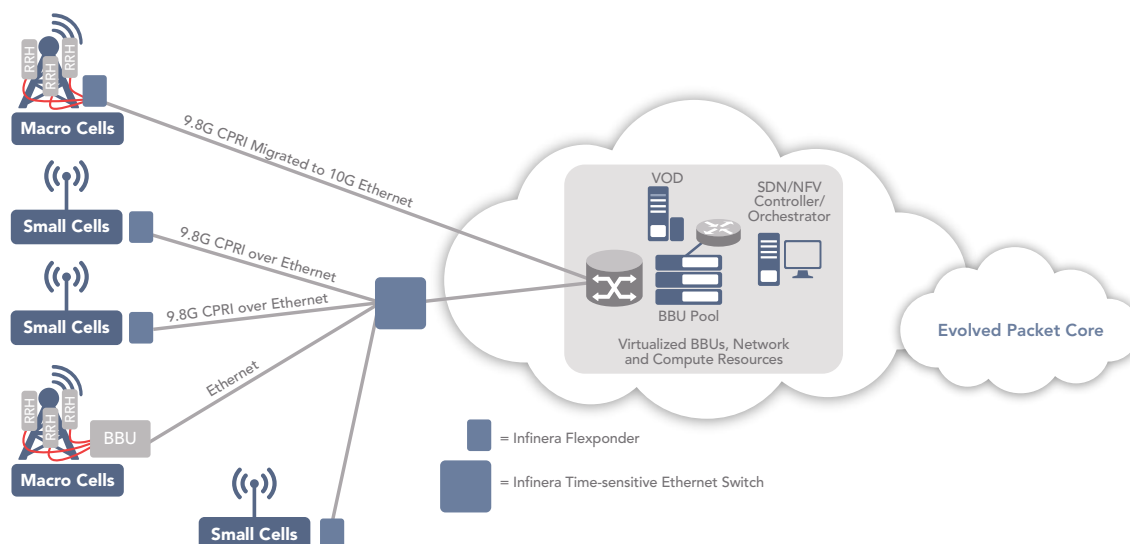 RRH
RRH
RRH
Macro Cells
9.8G CPRI Migrated to 10G Ethernet
Small Cells
9.8G CPRI over Ethernet
Small Cells
9.8G CPRI over Ethernet
RRH
RRH
RRH
BBU
Macro Cells
Ethernet
Small Cells
VOD
SDN/NFV
Controller/
Orchestrator
BBU Pool
Virtualized BBUs, Network
and Compute Resources
Evolved Packet Core
= Infinera Flexponder
= Infinera Time-sensitive Ethernet Switch